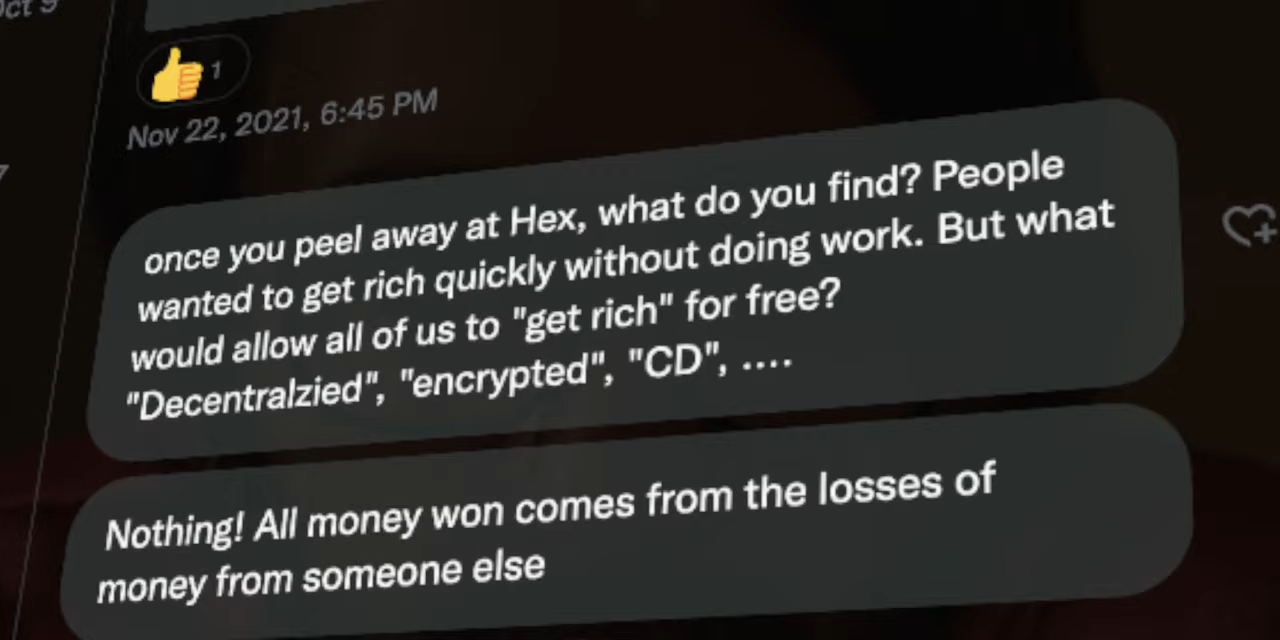 Oct 9
1
Nov 22, 2021, 6:45 PM
once you peel away at Hex, what do you find? People
wanted to get rich quickly without doing work. But what
would allow all of us to "get rich" for free?
"Decentralzied", "encrypted", "CD", ....
Nothing! All money won comes from the losses of
money from someone else